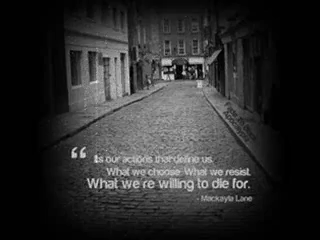 “ Its our actions that define us.
What we choose. What we resist.
What we're willing to die for.
- Mackayla Lane